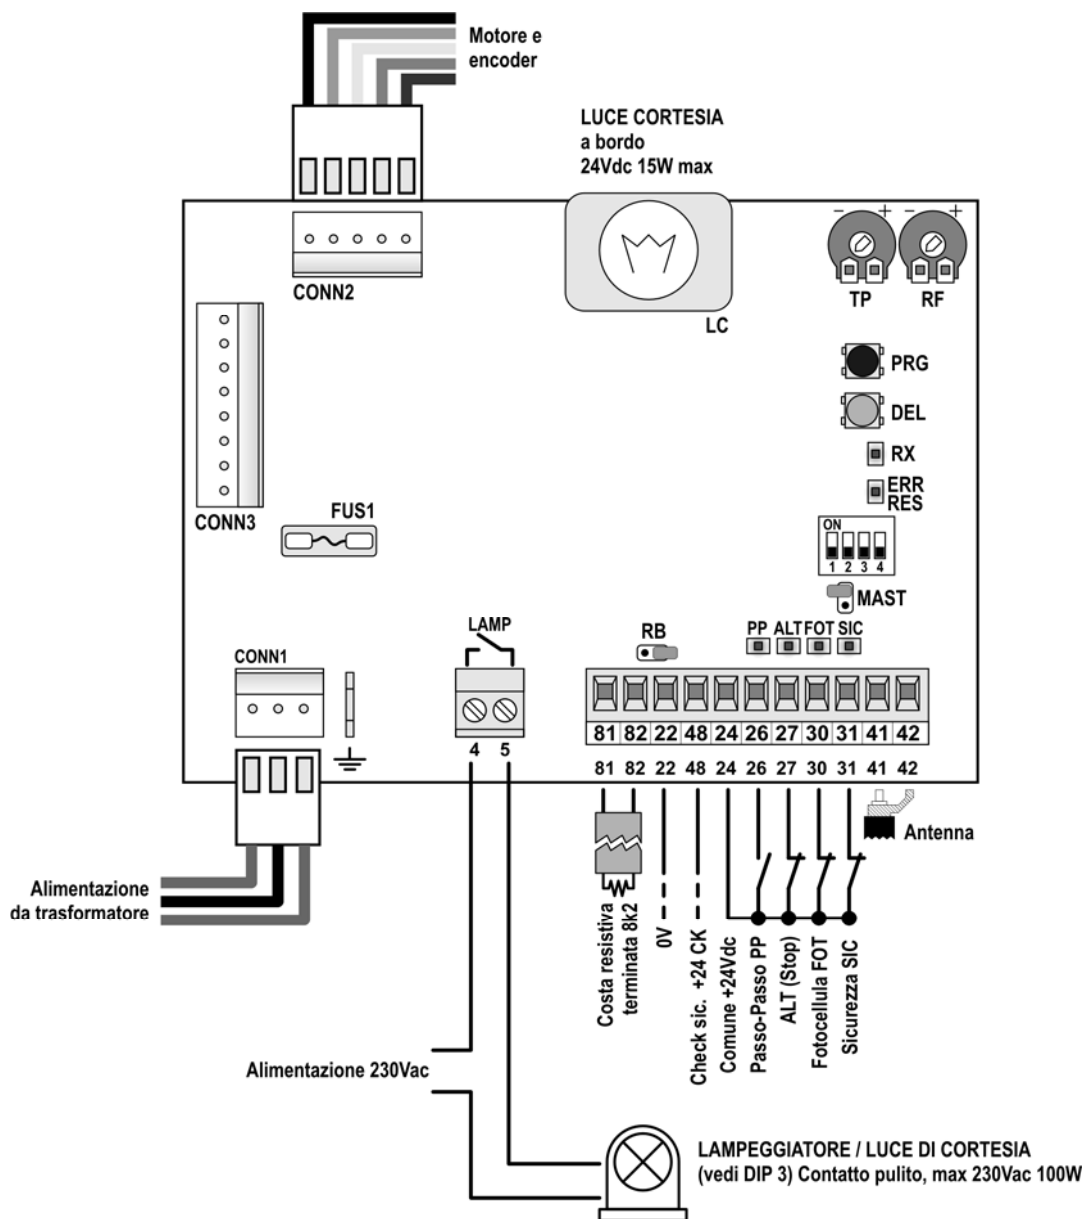 Motore e
encoder
LUCE CORTESIA
a bordo
24Vdc 15W max
- + - +
TP RF
CONN2
LC
PRG
DEL
RX
ERR
RES
CONN3
FUS1
ON
1 2 3 4
MAST
LAMP
RB
PP ALT FOT SIC
CONN1
81 82 22 48 24 26 27 30 31 41 42
4 5
81 82 22 48 24 26 27 30 31 41 42
Antenna
Alimentazione
da trasformatore
Costa resistiva
terminata 8k2
0V
Check sic. +24 CK
Comune +24Vdc
Passo-Passo PP
ALT (Stop)
Fotocellula FOT
Sicurezza SIC
Alimentazione 230Vac
LAMPEGGIATORE / LUCE DI CORTESIA
(vedi DIP 3) Contatto pulito, max 230Vac 100W